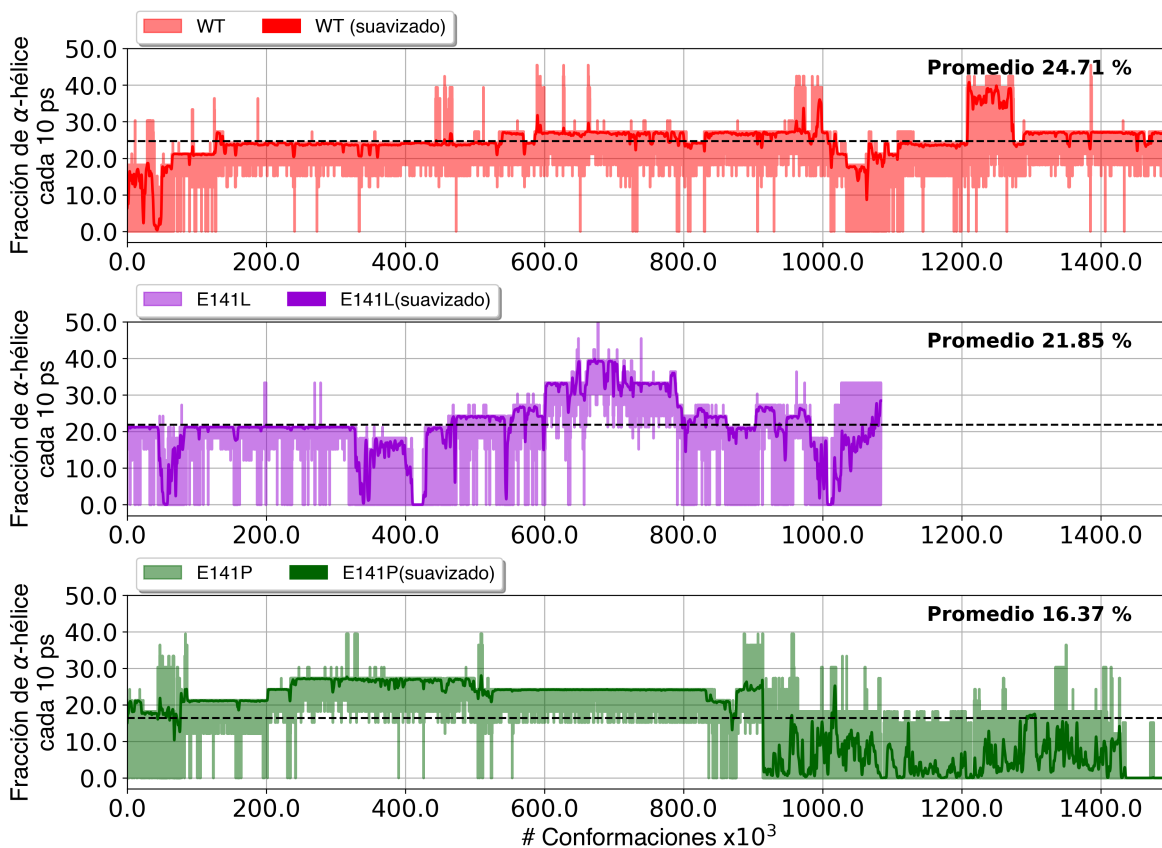 WT WT (suavizado)
Promedio 24.71 %
Fracción de α-hélice
cada 10 ps
50.0
40.0
30.0
20.0
10.0
0.0
0.0 200.0 400.0 600.0 800.0 1000.0 1200.0 1400.0
E141L E141L(suavizado)
Promedio 21.85 %
Fracción de α-hélice
cada 10 ps
50.0
40.0
30.0
20.0
10.0
0.0
0.0 200.0 400.0 600.0 800.0 1000.0 1200.0 1400.0
E141P E141P(suavizado)
Promedio 16.37 %
Fracción de α-hélice
cada 10 ps
50.0
40.0
30.0
20.0
10.0
0.0
0.0 200.0 400.0 600.0 800.0 1000.0 1200.0 1400.0
# Conformaciones x10³